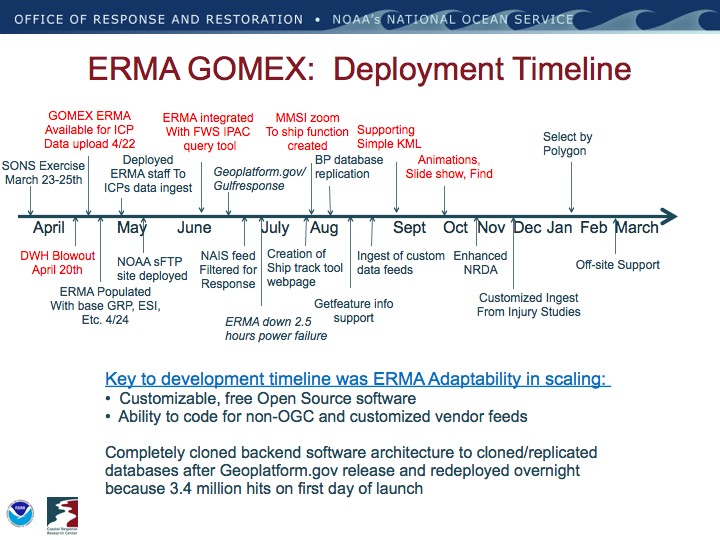 OFFICE OF RESPONSE AND RESTORATION • NOAA's NATIONAL OCEAN SERVICE
ERMA GOMEX: Deployment Timeline
GOMEX ERMA
Available for ICP
Data upload 4/22
ERMA integrated
With FWS IPAC
query tool
MMSI zoom
To ship function
created
Supporting
Simple KML
Select by
Polygon
SONS Exercise
March 23-25th
Deployed
ERMA staff To
ICPs data ingest
Geoplatform.gov/
Gulfresponse
BP database
replication
Animations,
Slide show, Find
April May June July Aug Sept Oct Nov Dec Jan Feb March
DWH Blowout
April 20th
NOAA sFTP
site deployed
NAIS feed
Filtered for
Response
Creation of
Ship track tool
webpage
Ingest of custom
data feeds
Enhanced
NRDA
Off-site Support
ERMA Populated
With base GRP, ESI,
Etc. 4/24
ERMA down 2.5
hours power failure
Getfeature info
support
Customized Ingest
From Injury Studies
Key to development timeline was ERMA Adaptability in scaling:
• Customizable, free Open Source software
• Ability to code for non-OGC and customized vendor feeds
Completely cloned backend software architecture to cloned/replicated
databases after Geoplatform.gov release and redeployed overnight
because 3.4 million hits on first day of launch
Coastal Response
Research Center